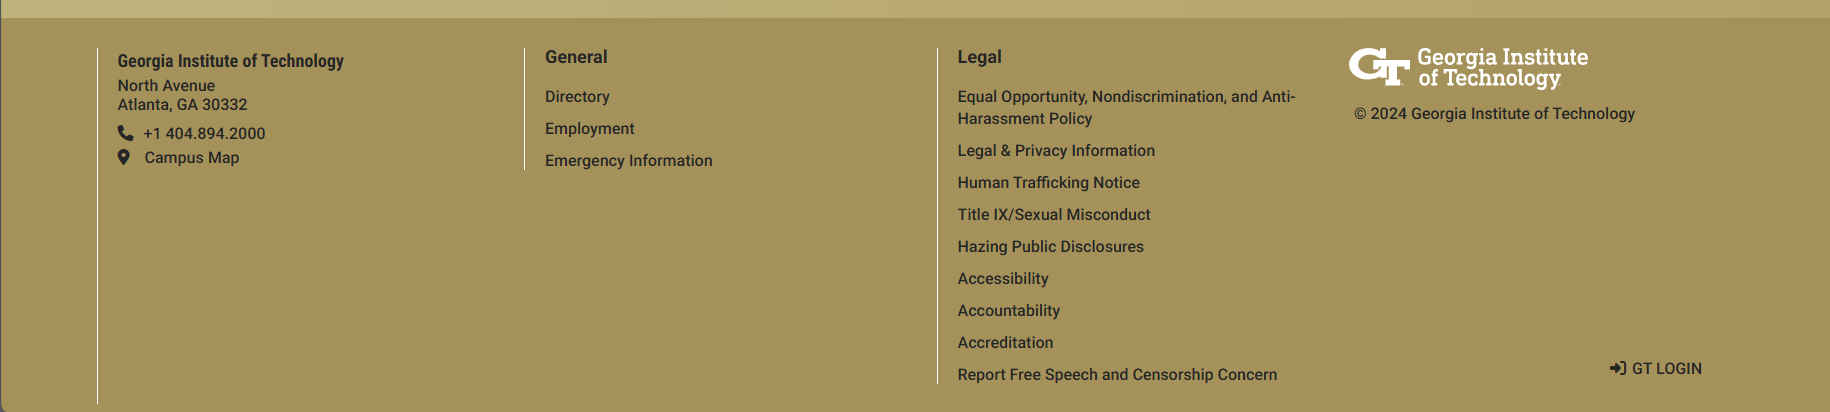 Georgia Institute of Technology
North Avenue
Atlanta, GA 30332
+1 404.894.2000
Campus Map
General
Directory
Employment
Emergency Information
Legal
Equal Opportunity, Nondiscrimination, and Anti-
Harassment Policy
Legal & Privacy Information
Human Trafficking Notice
Title IX/Sexual Misconduct
Hazing Public Disclosures
Accessibility
Accountability
Accreditation
Report Free Speech and Censorship Concern
GT Georgia Institute
of Technology
© 2024 Georgia Institute of Technology
GT LOGIN